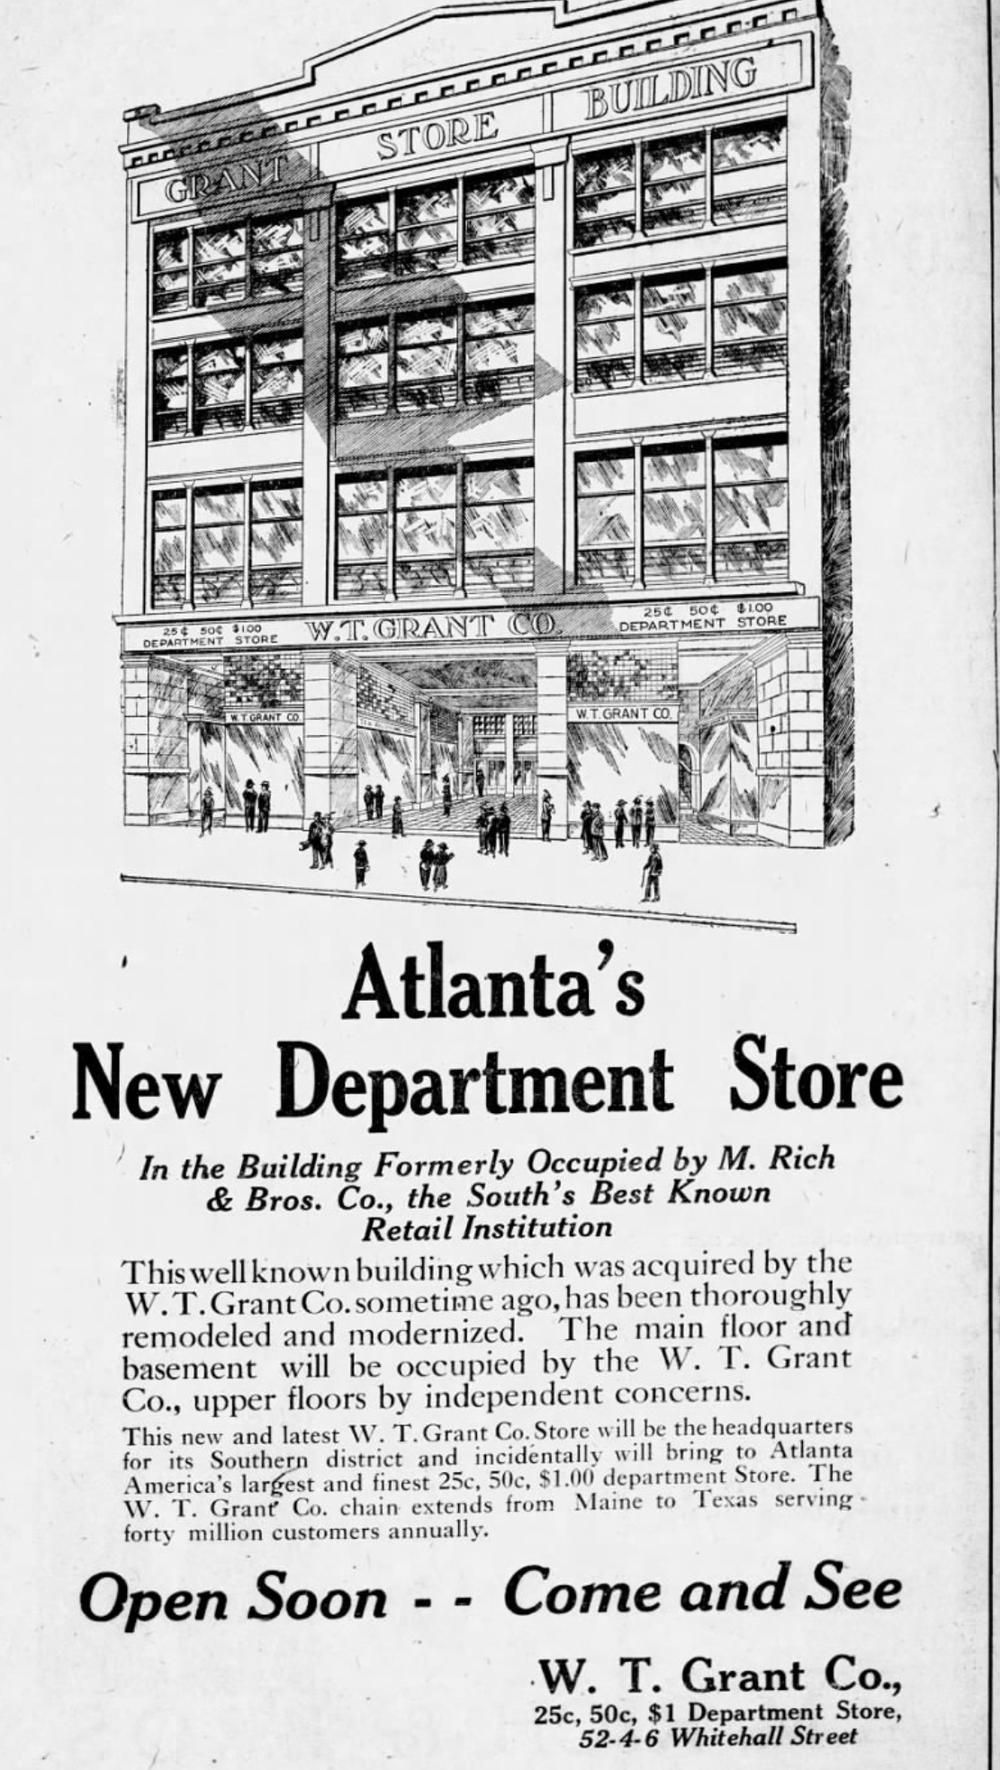 GRANT STORE BUILDING
25¢ 50¢ $1.00
DEPARTMENT STORE
W.T. GRANT CO.
25¢ 50¢ $1.00
DEPARTMENT STORE
W.T. GRANT CO.
W.T. GRANT CO.
Atlanta's
New Department Store
In the Building Formerly Occupied by M. Rich
& Bros. Co., the South's Best Known
Retail Institution
This well known building which was acquired by the
W. T. Grant Co. sometime ago, has been thoroughly
remodeled and modernized. The main floor and
basement will be occupied by the W. T. Grant
Co., upper floors by independent concerns.
This new and latest W. T. Grant Co. Store will be the headquarters
for its Southern district and incidentally will bring to Atlanta
America's largest and finest 25c, 50c, $1.00 department Store. The
W. T. Grant Co. chain extends from Maine to Texas serving
forty million customers annually.
Open Soon - - Come and See
W. T. Grant Co.,
25c, 50c, $1 Department Store,
52-4-6 Whitehall Street